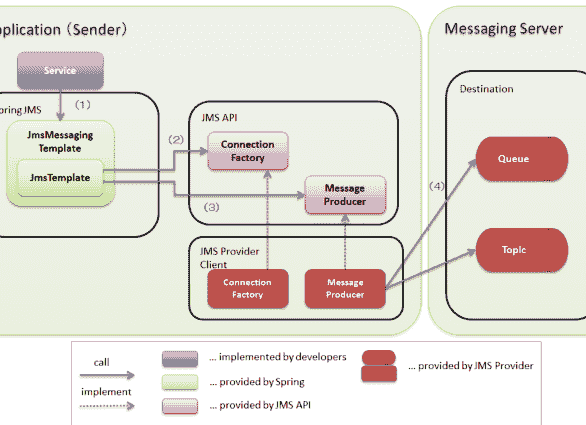 plication (Sender)
Messaging Server
Service
(1)
pring JMS
JmsMessaging
Template
JmsTemplate
(2)
(3)
JMS API
Connection
Factory
Message
Producer
JMS Provider
Client
Connection
Factory
Message
Producer
(4)
Destination
Queue
Topic
call
implement
... implemented by developers
... provided by Spring
... provided by JMS API
... provided by JMS Provider